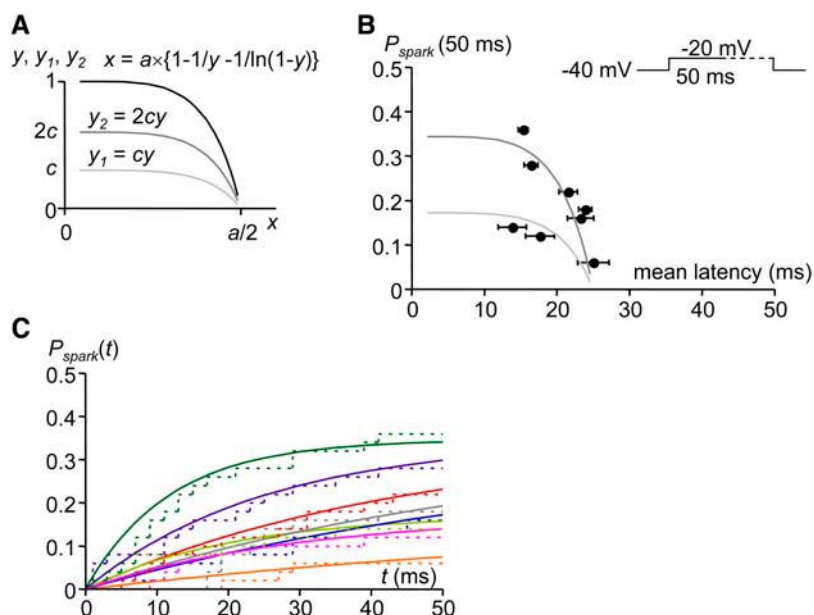 A
y, y₁, y₂ x = a×{1-1/y -1/ln(1-y)}
1
y₂ = 2cy
2c
y₁ = cy
c
0
0 a/2 x
B
P_spark (50 ms)
-20 mV
-40 mV
50 ms
0.5
0.4
0.3
0.2
0.1
0
mean latency (ms)
0 10 20 30 40 50
C
P_spark(t)
0.5
0.4
0.3
0.2
0.1
0
t (ms)
0 10 20 30 40 50